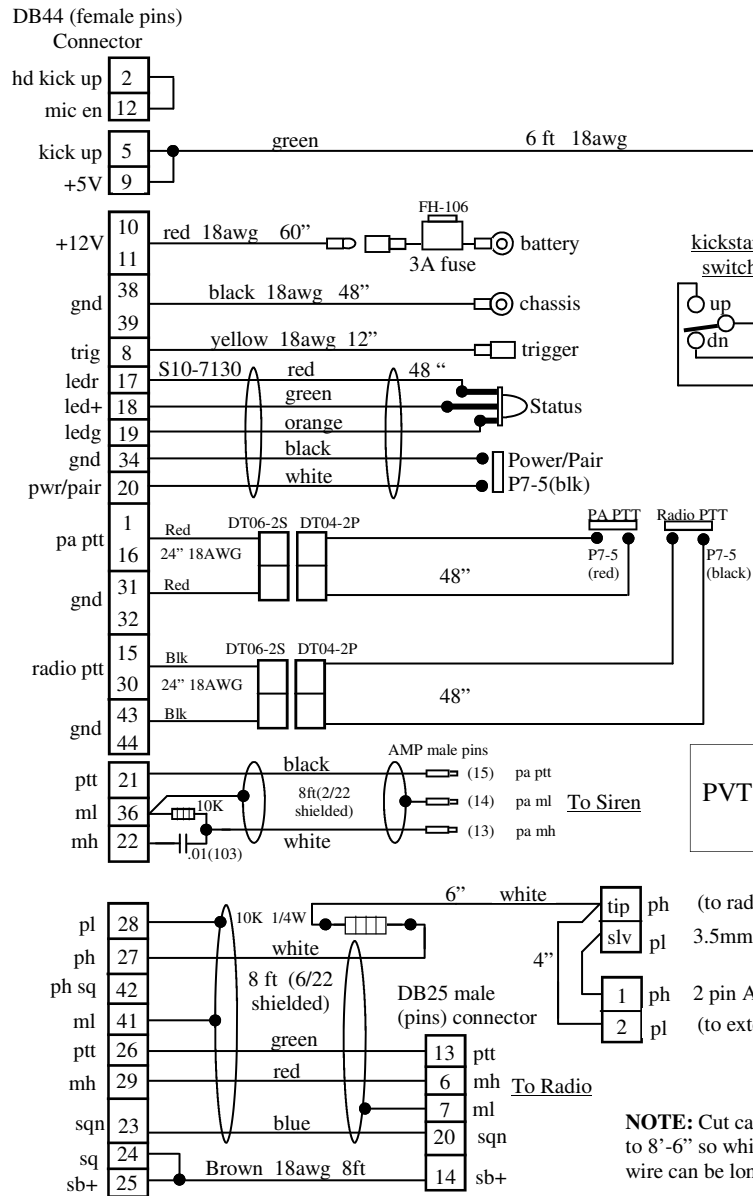 DB44 (female pins)
Connector
hd kick up 2
mic en 12
kick up 5 green 6 ft 18awg
+5V 9
FH-106
+12V 10 red 18awg 60” battery
11 3A fuse
kickstar
switch
gnd 38 black 18awg 48” chassis
39
up
dn
trig 8 yellow 18awg 12” trigger
ledr 17 S10-7130 red 48 “
led+ 18 green Status
ledg 19 orange
gnd 34 black Power/Pair
pwr/pair 20 white P7-5(blk)
pa ptt 1 Red DT06-2S DT04-2P PA PTT Radio PTT
16 24” 18AWG P7-5 (red) P7-5 (black)
gnd 31 Red 48”
32
radio ptt 15 Blk DT06-2S DT04-2P
30 24” 18AWG
gnd 43 Blk 48”
44
AMP male pins
ptt 21 black (15) pa ptt
ml 36 10K 8ft(2/22 shielded) (14) pa ml To Siren
mh 22 .01(103) white (13) pa mh
PVT
6” white
pl 28 10K 1/4W tip ph (to rad
ph 27 white slv pl 3.5mm
ph sq 42 8 ft (6/22 shielded) 4”
ml 41 DB25 male (pins) connector
1 ph 2 pin A
2 pl (to ext
ptt 26 green 13 ptt
mh 29 red 6 mh To Radio
7 ml
sqn 23 blue 20 sqn
sq 24
sb+ 25 Brown 18awg 8ft 14 sb+
NOTE: Cut ca
to 8’-6” so whi
wire can be lon